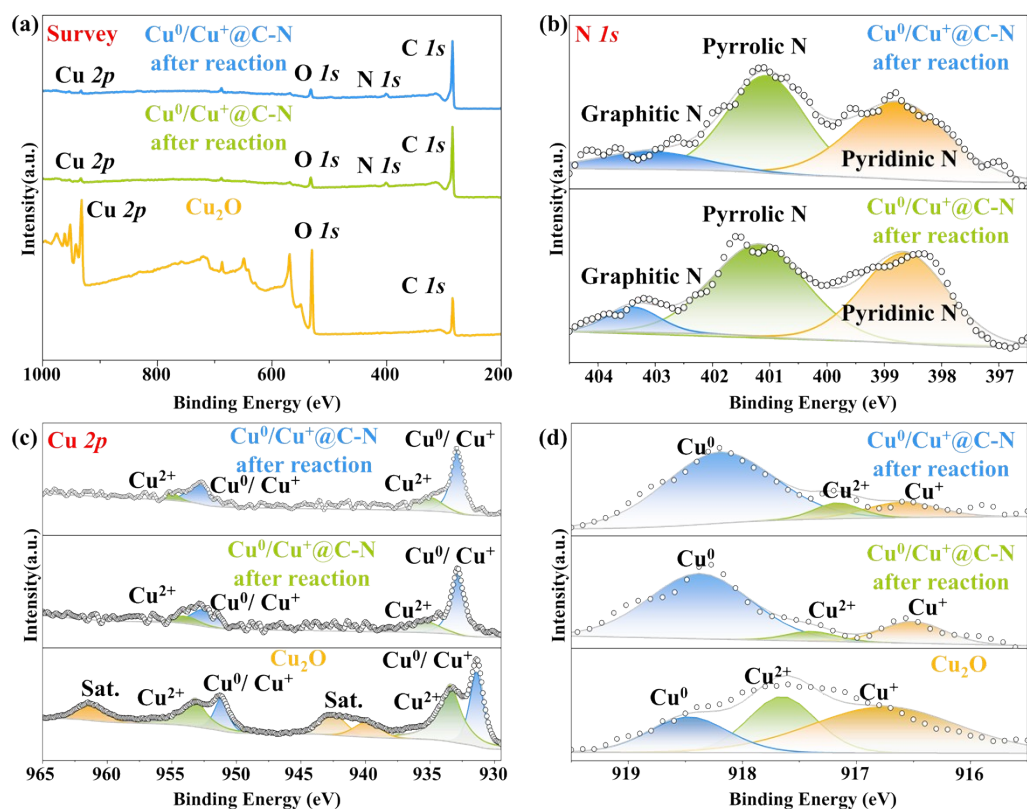 (a)
Survey
Cu⁰/Cu⁺@C-N
after reaction
C 1s
Cu 2p
O 1s
N 1s
Cu⁰/Cu⁺@C-N
after reaction
C 1s
Cu 2p
O 1s
N 1s
Cu 2p
Cu₂O
O 1s
C 1s
Intensity(a.u.)
1000 800 600 400 200
Binding Energy (eV)
(b)
N 1s
Cu⁰/Cu⁺@C-N
after reaction
Pyrrolic N
Graphitic N
Pyridinic N
Cu⁰/Cu⁺@C-N
after reaction
Pyrrolic N
Graphitic N
Pyridinic N
Intensity(a.u.)
404 403 402 401 400 399 398 397
Binding Energy (eV)
(c)
Cu 2p
Cu⁰/Cu⁺@C-N
after reaction
Cu⁰/ Cu⁺
Cu²⁺
Cu⁰/ Cu⁺
Cu²⁺
Cu⁰/Cu⁺@C-N
after reaction
Cu⁰/ Cu⁺
Cu²⁺
Cu⁰/ Cu⁺
Cu²⁺
Cu₂O
Cu⁰/ Cu⁺
Sat.
Cu²⁺
Cu⁰/ Cu⁺
Sat.
Cu²⁺
Intensity(a.u.)
965 960 955 950 945 940 935 930
Binding Energy (eV)
(d)
Cu⁰
Cu⁰/Cu⁺@C-N
after reaction
Cu²⁺
Cu⁺
Cu⁰
Cu⁰/Cu⁺@C-N
after reaction
Cu²⁺
Cu⁺
Cu₂O
Cu⁰
Cu²⁺
Cu⁺
Intensity(a.u.)
919 918 917 916
Binding Energy (eV)